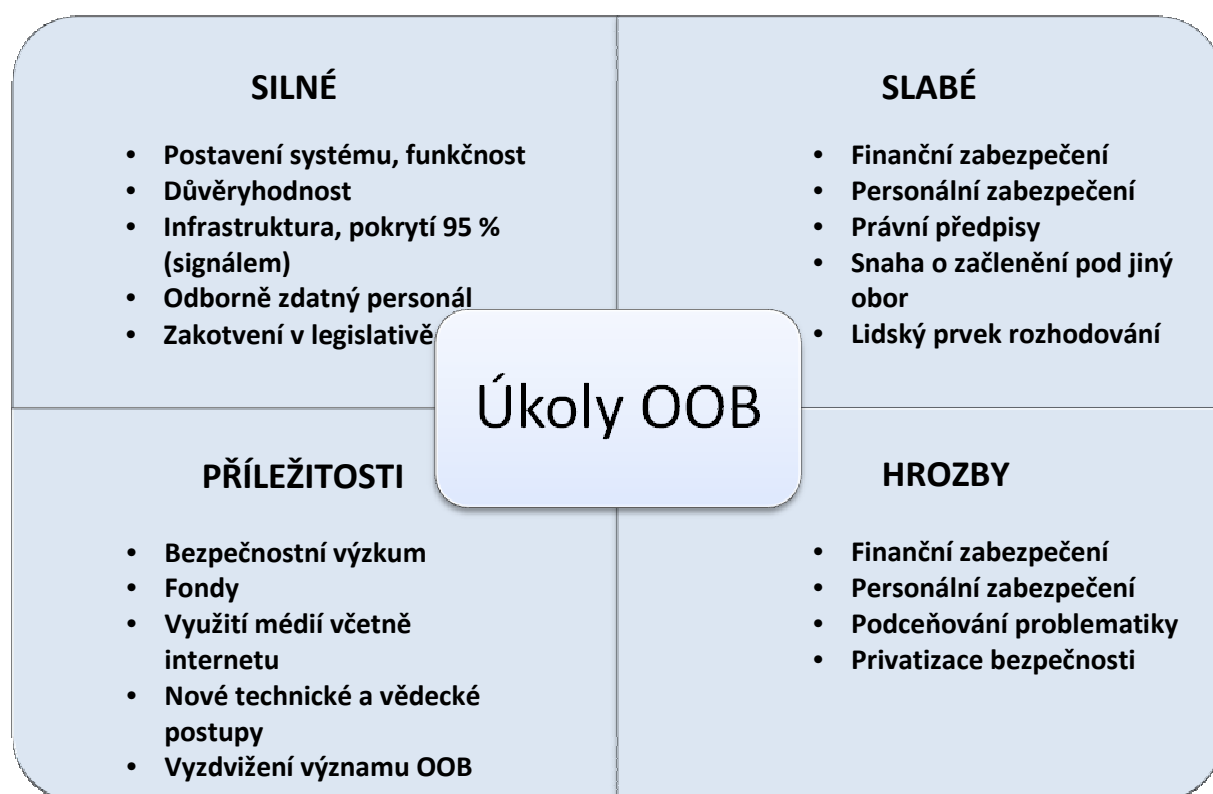 SILNÉ
• Postavení systému, funkčnost
• Důvěryhodnost
• Infrastruktura, pokrytí 95 %
(signálem)
• Odborně zdatný personál
• Zakotvení v legislativě
SLABÉ
• Finanční zabezpečení
• Personální zabezpečení
• Právní předpisy
• Snaha o začlenění pod jiný
obor
• Lidský prvek rozhodování
Úkoly OOB
PŘÍLEŽITOSTI
• Bezpečnostní výzkum
• Fondy
• Využití médií včetně
internetu
• Nové technické a vědecké
postupy
• Vyzdvižení významu OOB
HROZBY
• Finanční zabezpečení
• Personální zabezpečení
• Podceňování problematiky
• Privatizace bezpečnosti